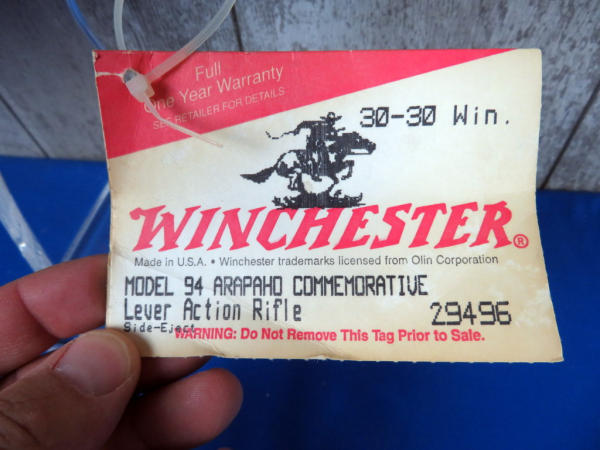 Full
One Year Warranty
SEE RETAILER FOR DETAILS
30-30 Win.
WINCHESTER®
Made in U.S.A. • Winchester trademarks licensed from Olin Corporation
MODEL 94 ARAPAHO COMMEMORATIVE
Lever Action Rifle 29496
Side-Eject
WARNING: Do Not Remove This Tag Prior to Sale.